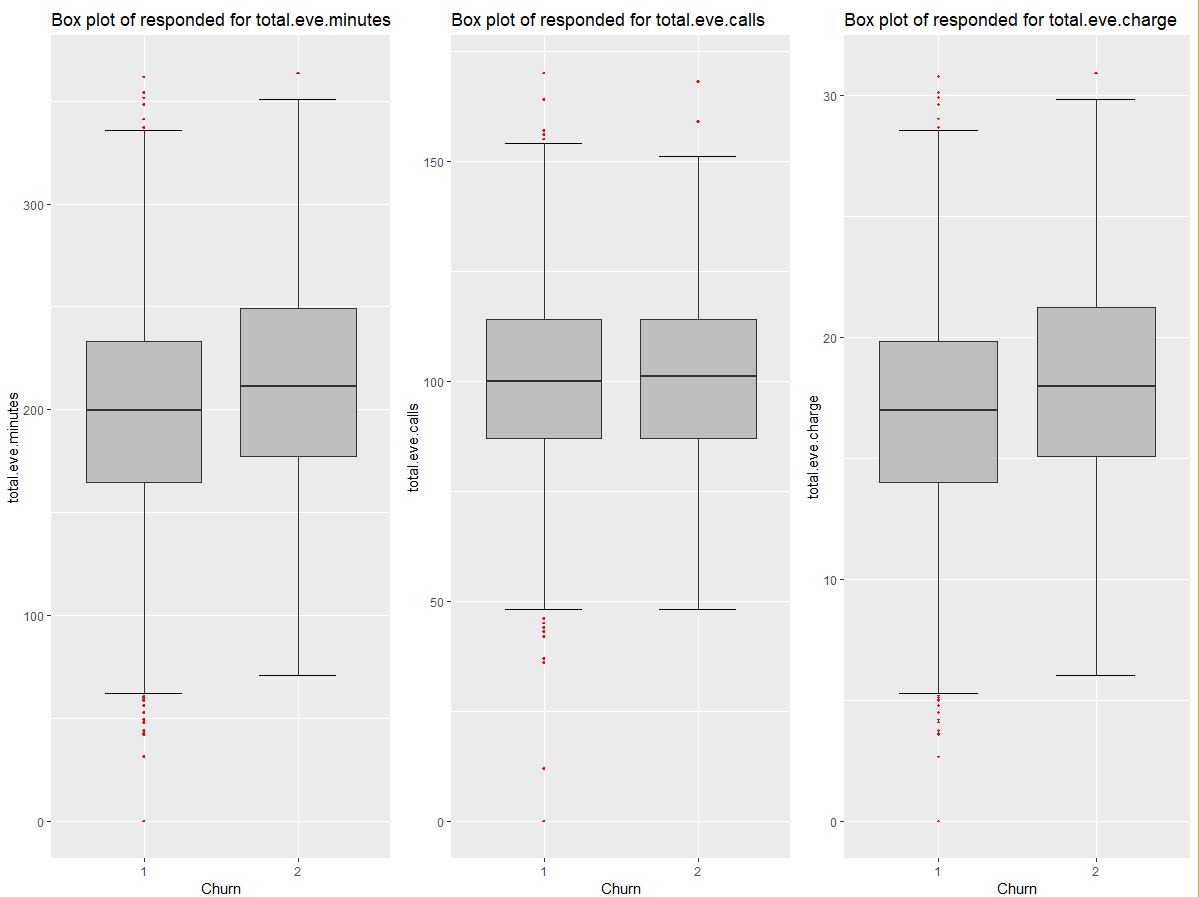 Box plot of responded for total.eve.minutes
total.eve.minutes
300
200
100
0
1 2
Churn
Box plot of responded for total.eve.calls
total.eve.calls
150
100
50
0
1 2
Churn
Box plot of responded for total.eve.charge
total.eve.charge
30
20
10
0
1 2
Churn